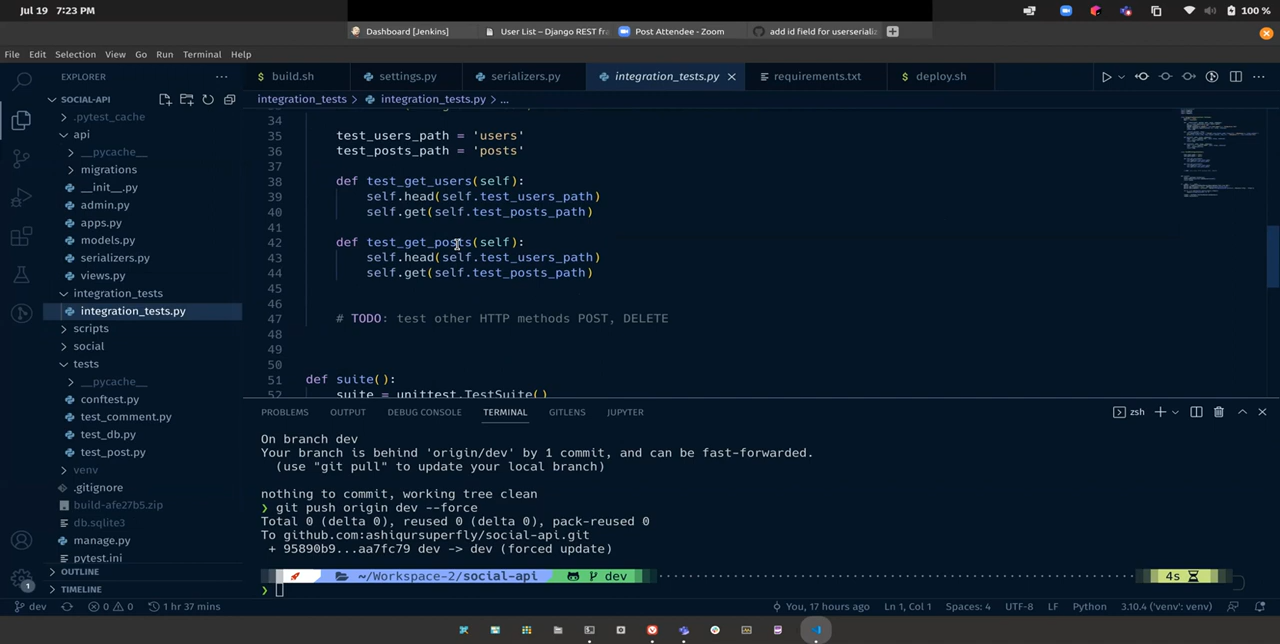 Jul 19 7:23 PM
100 %
Dashboard [Jenkins]
User List – Django REST fra
Post Attendee - Zoom
add id field for userserializ
File Edit Selection View Go Run Terminal Help
EXPLORER
build.sh
settings.py
serializers.py
integration_tests.py
requirements.txt
deploy.sh
SOCIAL-API
integration_tests > integration_tests.py > ...
.pytest_cache
api
__pycache__
migrations
__init__.py
admin.py
apps.py
models.py
serializers.py
views.py
integration_tests
integration_tests.py
scripts
social
tests
__pycache__
conftest.py
test_comment.py
test_db.py
test_post.py
venv
.gitignore
build-afe27b5.zip
db.sqlite3
manage.py
pytest.ini
OUTLINE
TIMELINE
34
35 test_users_path = 'users'
36 test_posts_path = 'posts'
37
38 def test_get_users(self):
39 self.head(self.test_users_path)
40 self.get(self.test_posts_path)
41
42 def test_get_posts(self):
43 self.head(self.test_users_path)
44 self.get(self.test_posts_path)
45
46
47 # TODO: test other HTTP methods POST, DELETE
48
49
50
51 def suite():
52 suite = unittest.TestSuite()
PROBLEMS OUTPUT DEBUG CONSOLE TERMINAL GITLENS JUPYTER
zsh
On branch dev
Your branch is behind 'origin/dev' by 1 commit, and can be fast-forwarded.
(use "git pull" to update your local branch)
nothing to commit, working tree clean
❯ git push origin dev --force
Total 0 (delta 0), reused 0 (delta 0), pack-reused 0
To github.com:ashiqursuperfly/social-api.git
+ 95890b9...aa7fc79 dev -> dev (forced update)
~/Workspace-2/social-api dev 4s
❯
1
dev 0 0 1 hr 37 mins You, 17 hours ago Ln 1, Col 1 Spaces: 4 UTF-8 LF Python 3.10.4 ('venv': venv)